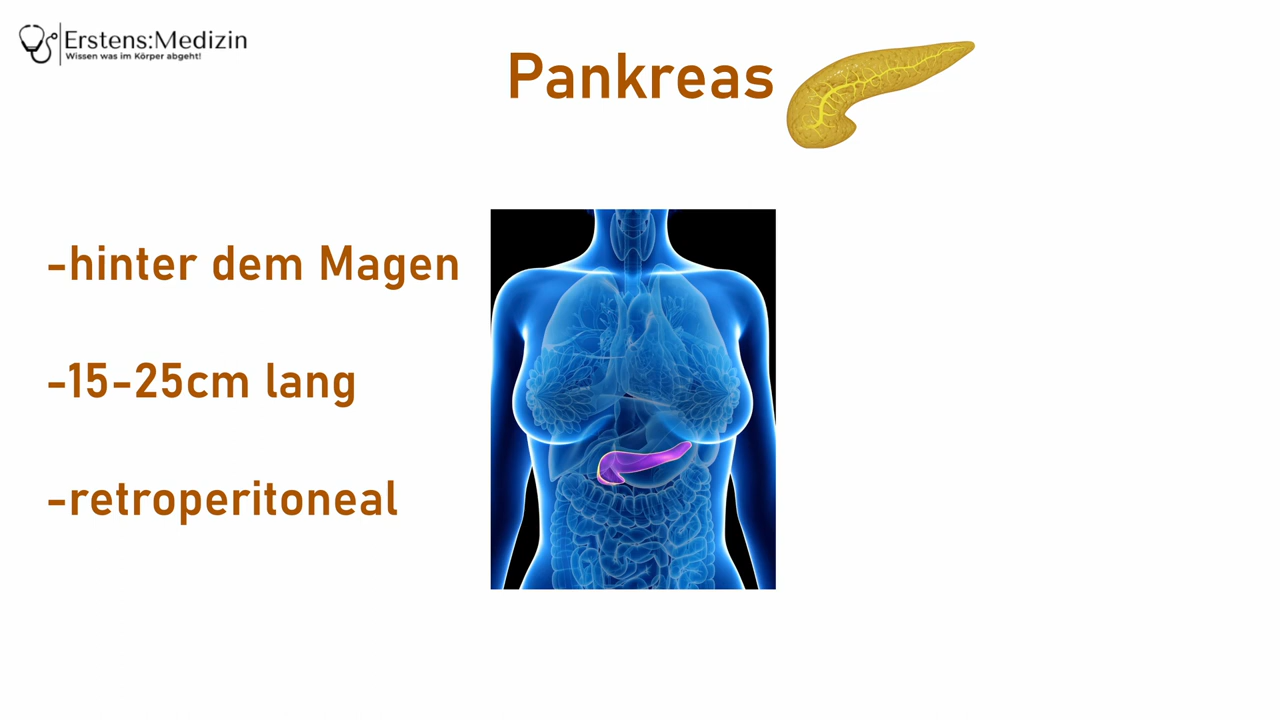 Erstens:Medizin
Wissen was im Körper abgeht!
Pankreas
-hinter dem Magen
-15-25cm lang
-retroperitoneal